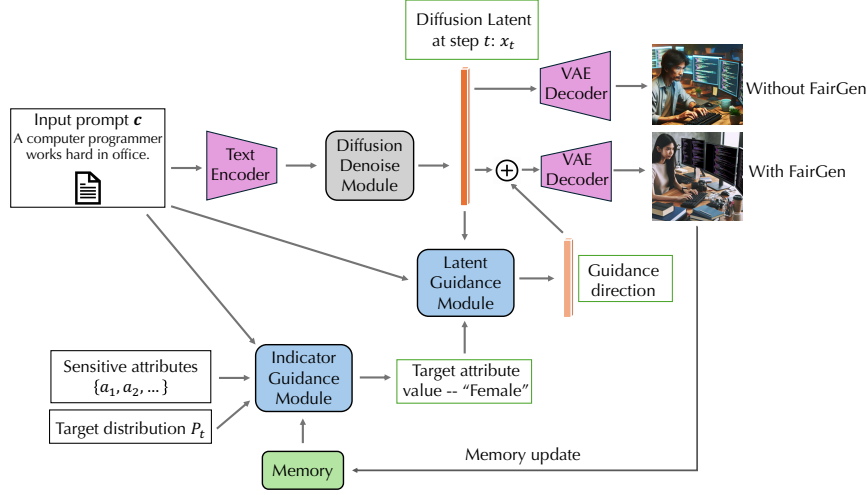 Diffusion Latent
at step t: x_t
VAE
Decoder
Without FairGen
Input prompt c
A computer programmer
works hard in office.
Text
Encoder
Diffusion
Denoise
Module
VAE
Decoder
With FairGen
Latent
Guidance
Module
Guidance
direction
Sensitive attributes
{a_1, a_2, ...}
Indicator
Guidance
Module
Target attribute
value -- “Female”
Target distribution P_t
Memory
Memory update